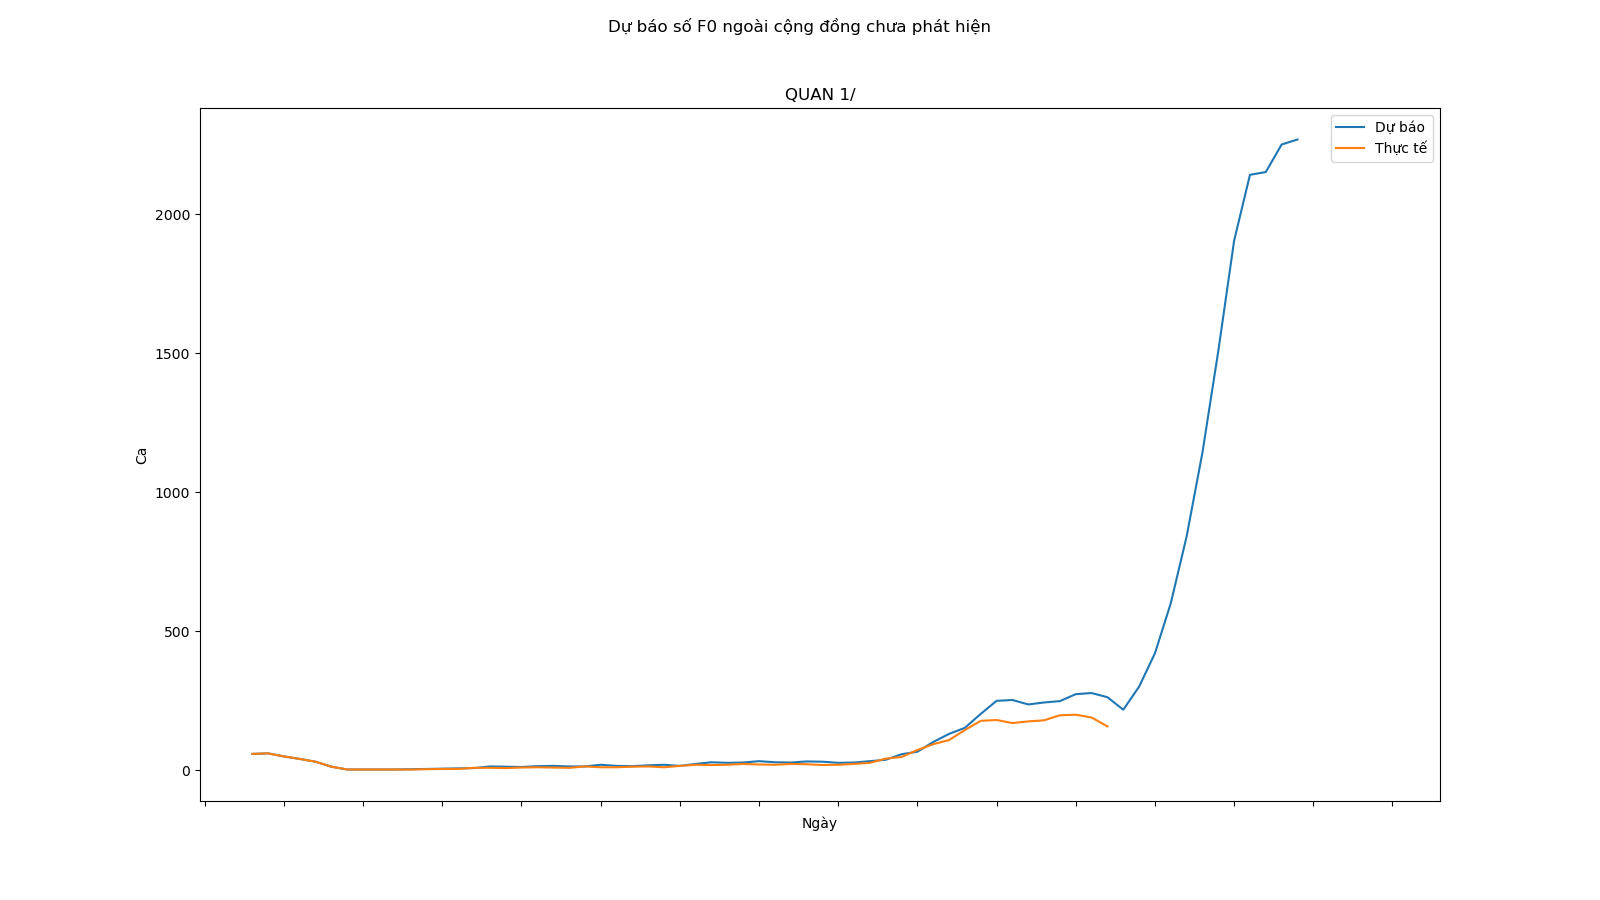 Dự báo số F0 ngoài cộng đồng chưa phát hiện
QUAN 1/
Dự báo
Thực tế
2000
1500
1000
500
0
Ca
Ngày